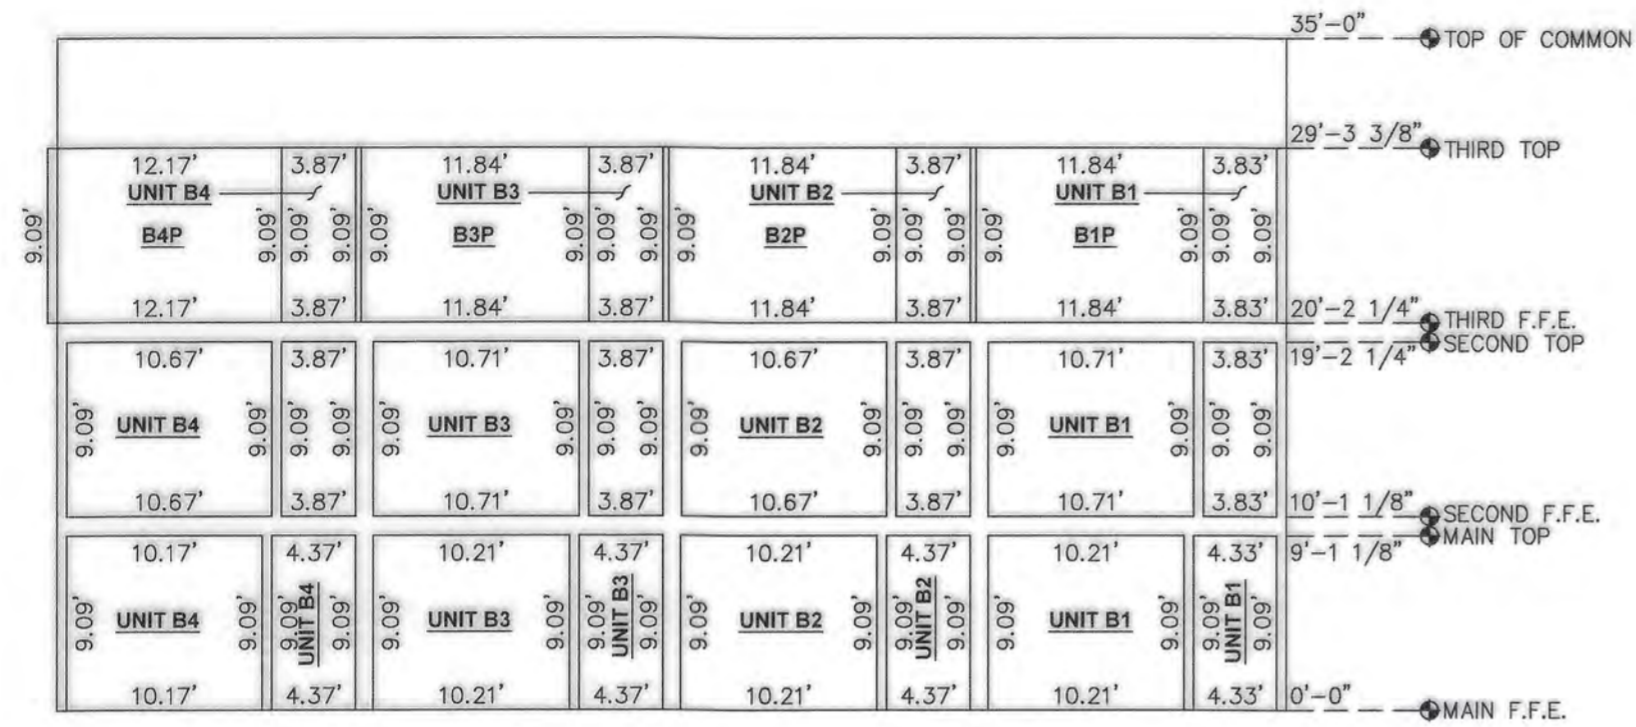 35'-0"
TOP OF COMMON
29'-3 3/8"
THIRD TOP
12.17' 3.87' 11.84' 3.87' 11.84' 3.87' 11.84' 3.83'
UNIT B4 UNIT B3 UNIT B2 UNIT B1
9.09' 9.09' 9.09' 9.09' 9.09' 9.09' 9.09' 9.09' 9.09' 9.09' 9.09' 9.09' 9.09' 9.09' 9.09' 9.09'
B4P B3P B2P B1P
12.17' 3.87' 11.84' 3.87' 11.84' 3.87' 11.84' 3.83'
20'-2 1/4"
THIRD F.F.E.
SECOND TOP
19'-2 1/4"
10.67' 3.87' 10.71' 3.87' 10.67' 3.87' 10.71' 3.83'
9.09' 9.09' 9.09' 9.09' 9.09' 9.09' 9.09' 9.09' 9.09' 9.09' 9.09' 9.09' 9.09' 9.09' 9.09' 9.09'
UNIT B4 UNIT B3 UNIT B2 UNIT B1
10.67' 3.87' 10.71' 3.87' 10.67' 3.87' 10.71' 3.83'
10'-1 1/8"
SECOND F.F.E.
MAIN TOP
9'-1 1/8"
10.17' 4.37' 10.21' 4.37' 10.21' 4.37' 10.21' 4.33'
9.09' 9.09' 9.09' 9.09' 9.09' 9.09' 9.09' 9.09' 9.09' 9.09' 9.09' 9.09' 9.09' 9.09' 9.09' 9.09'
UNIT B4 UNIT B4 UNIT B3 UNIT B3 UNIT B2 UNIT B2 UNIT B1 UNIT B1
10.17' 4.37' 10.21' 4.37' 10.21' 4.37' 10.21' 4.33'
0'-0"
MAIN F.F.E.